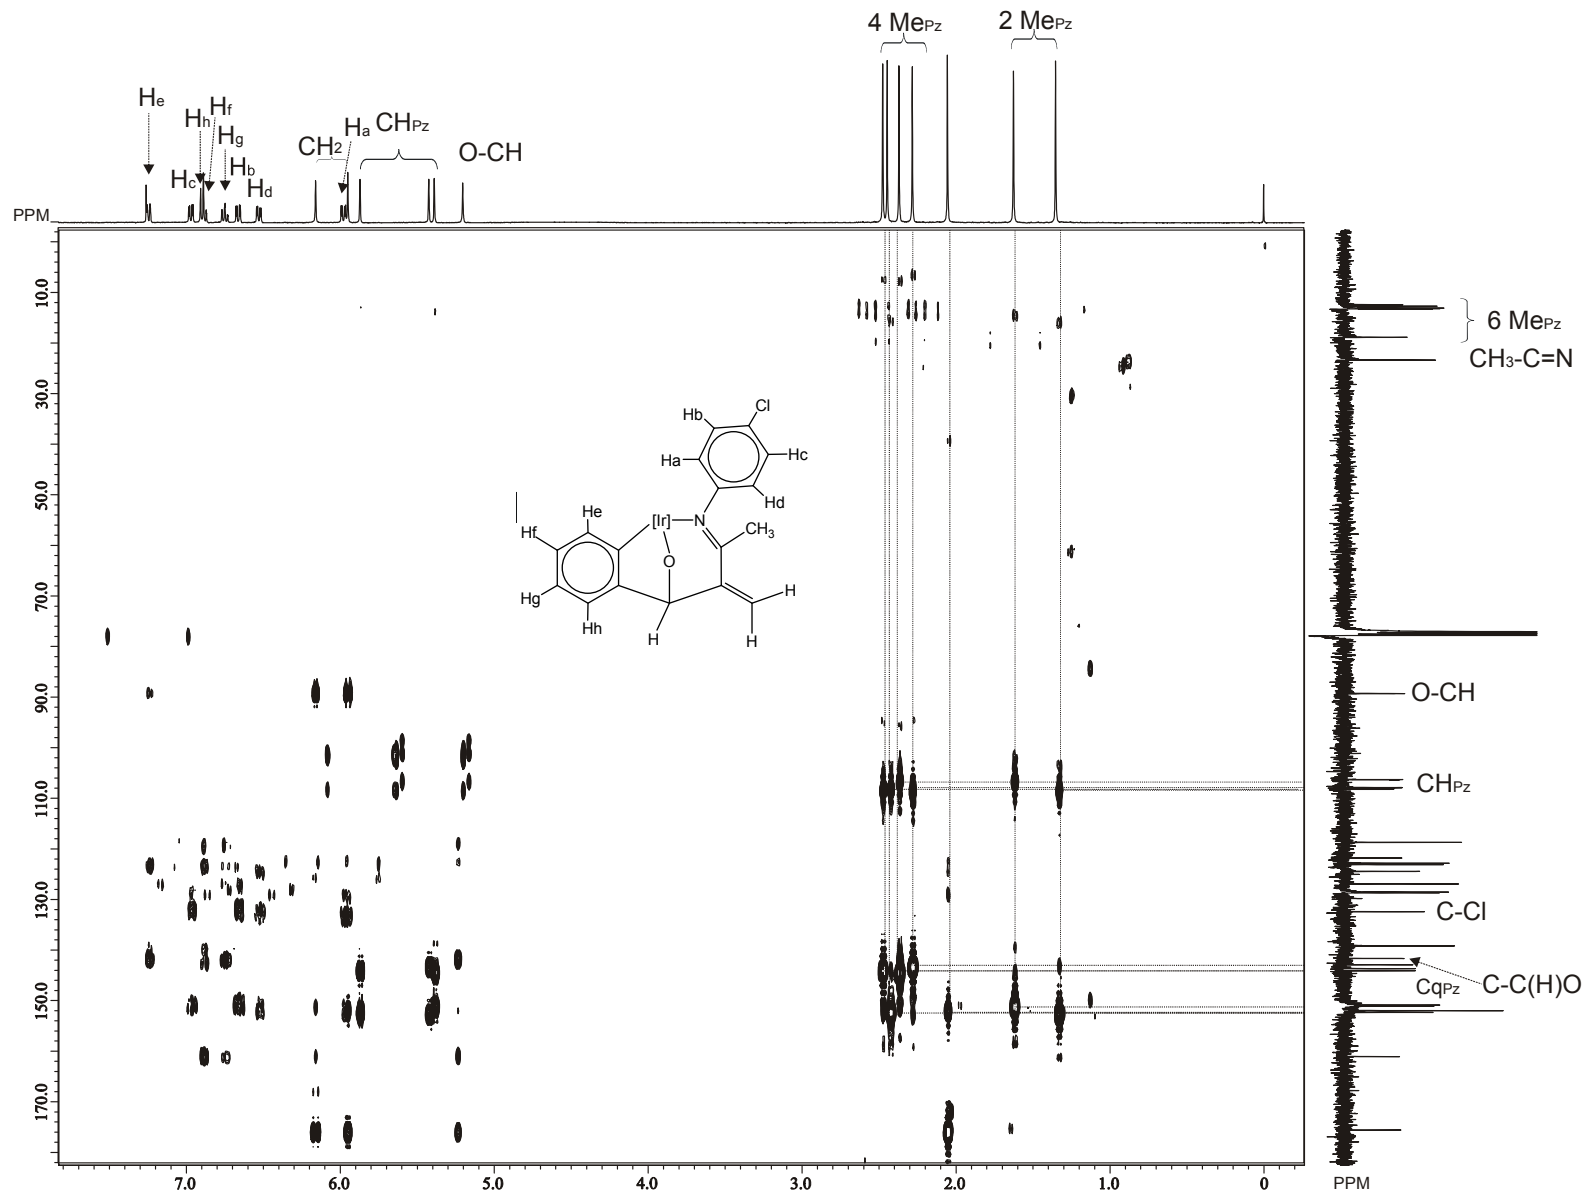 4 MePz
2 MePz
He
Hh
Hf
Hg
Hc
Hb
Hd
CH2
Ha
CHPz
O-CH
PPM
10.0
30.0
50.0
70.0
90.0
110.0
130.0
150.0
170.0
Cl
Hb
Ha
Hc
Hd
He
[Ir]
N
CH3
Hf
O
Hg
H
Hh
H
H
6 MePz
CH3-C=N
O-CH
CHPz
C-Cl
CqPz
C-C(H)O
7.0
6.0
5.0
4.0
3.0
2.0
1.0
0
PPM